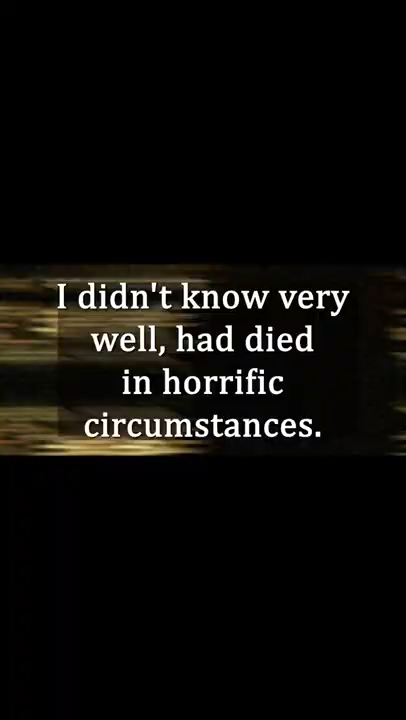 I didn't know very
well, had died
in horrific
circumstances.